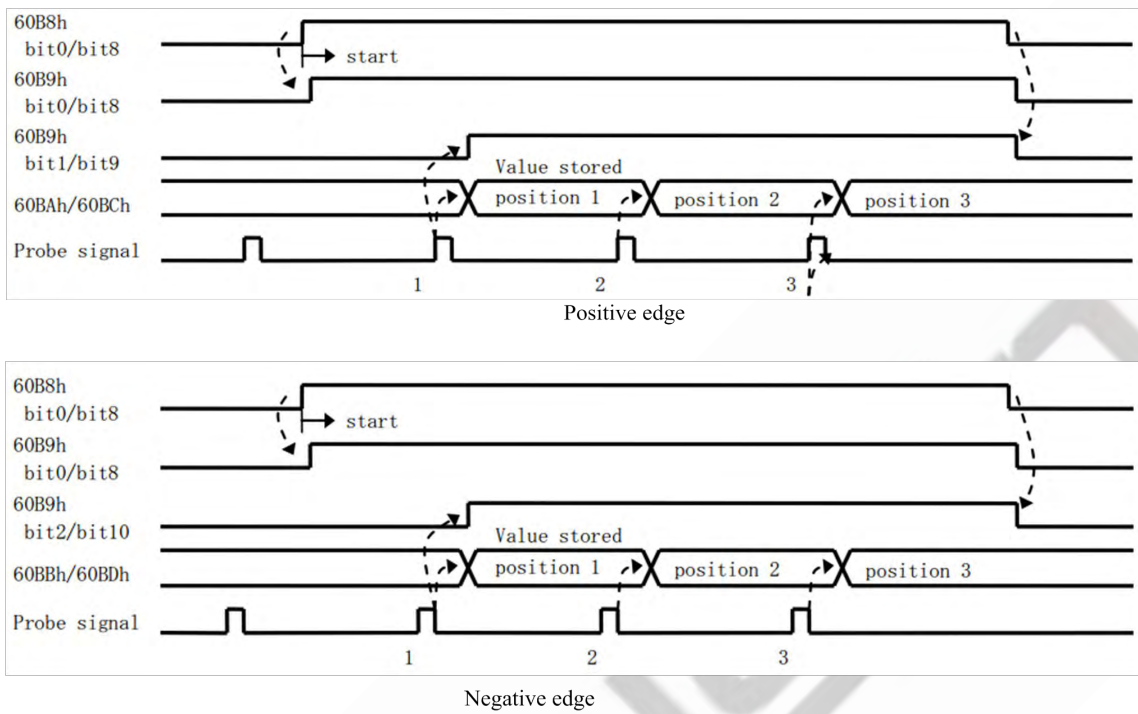 60B8h
bit0/bit8
start
60B9h
bit0/bit8
60B9h
bit1/bit9
Value stored
60BAh/60BCh
position 1
position 2
position 3
Probe signal
1
2
3
Positive edge
60B8h
bit0/bit8
start
60B9h
bit0/bit8
60B9h
bit2/bit10
Value stored
60BBh/60BDh
position 1
position 2
position 3
Probe signal
1
2
3
Negative edge